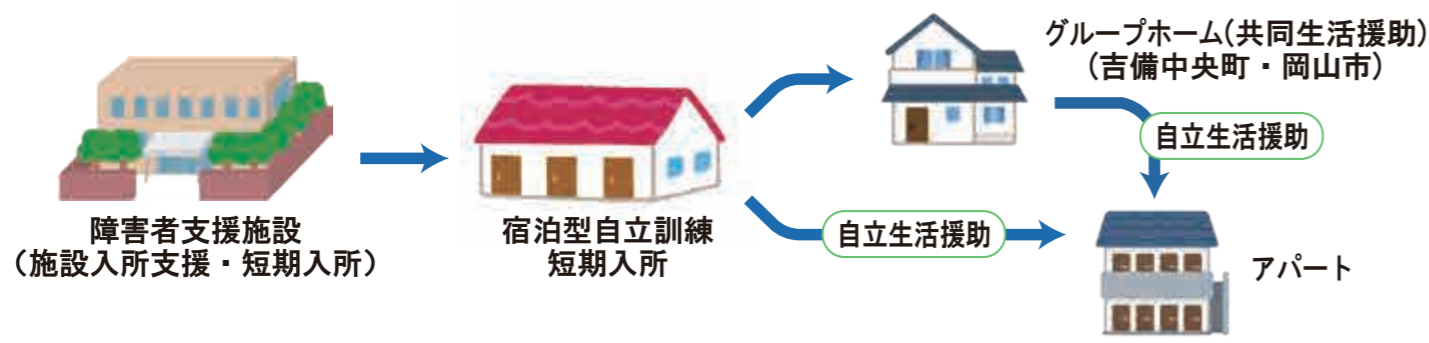 障害者支援施設
（施設入所支援・短期入所）
宿泊型自立訓練
短期入所
グループホーム(共同生活援助)
(吉備中央町・岡山市)
自立生活援助
自立生活援助
アパート